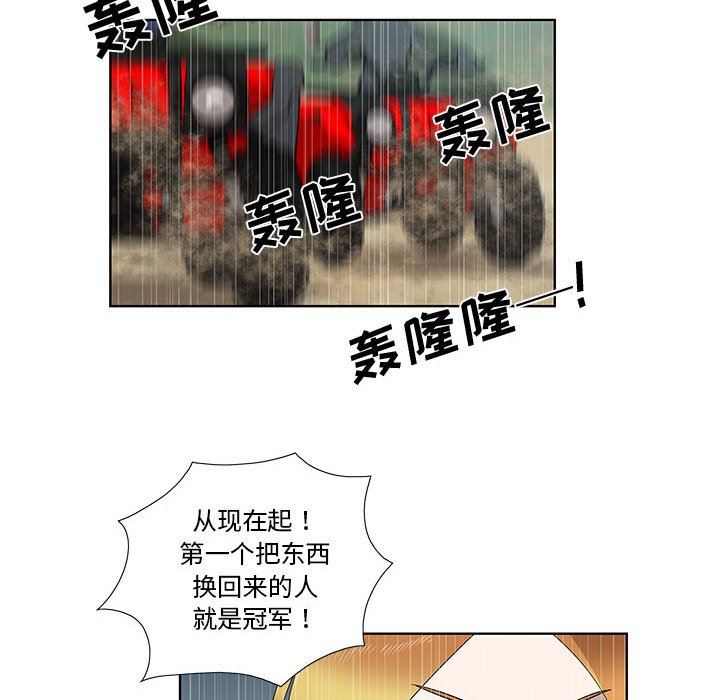 轰隆
轰隆
轰隆
轰隆隆——!
从现在起！
第一个把东西
换回来的人
就是冠军！